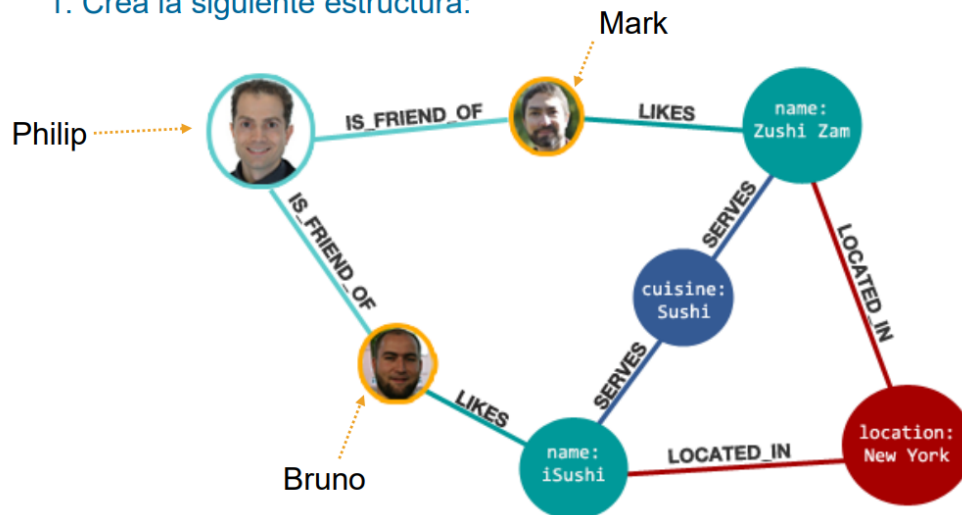 1. Crea la siguiente estructura:
Mark
Philip
IS_FRIEND_OF
LIKES
name:
Zushi Zam
IS_FRIEND_OF
SERVES
LOCATED_IN
cuisine:
Sushi
SERVES
LIKES
Bruno
name:
iSushi
LOCATED_IN
location:
New York